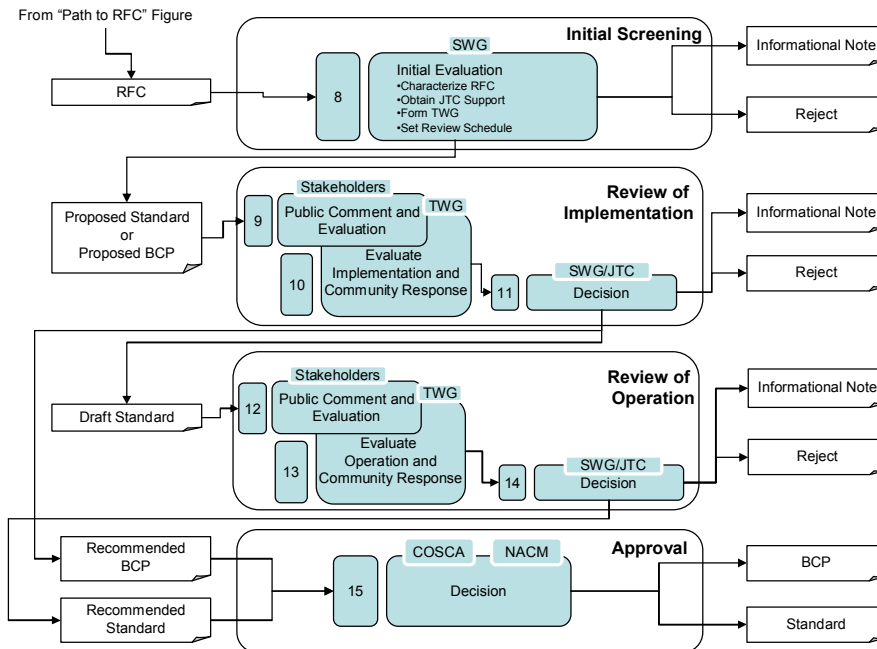 From “Path to RFC” Figure
RFC
8
SWG
Initial Screening
Initial Evaluation
•Characterize RFC
•Obtain JTC Support
•Form TWG
•Set Review Schedule
Informational Note
Reject
Proposed Standard
or
Proposed BCP
9
Stakeholders
Public Comment and
Evaluation
TWG
Review of
Implementation
10
Evaluate
Implementation and
Community Response
11
SWG/JTC
Decision
Informational Note
Reject
Draft Standard
12
Stakeholders
Public Comment and
Evaluation
TWG
Review of
Operation
13
Evaluate
Operation and
Community Response
14
SWG/JTC
Decision
Informational Note
Reject
Recommended
BCP
Recommended
Standard
15
COSCA
NACM
Approval
Decision
BCP
Standard